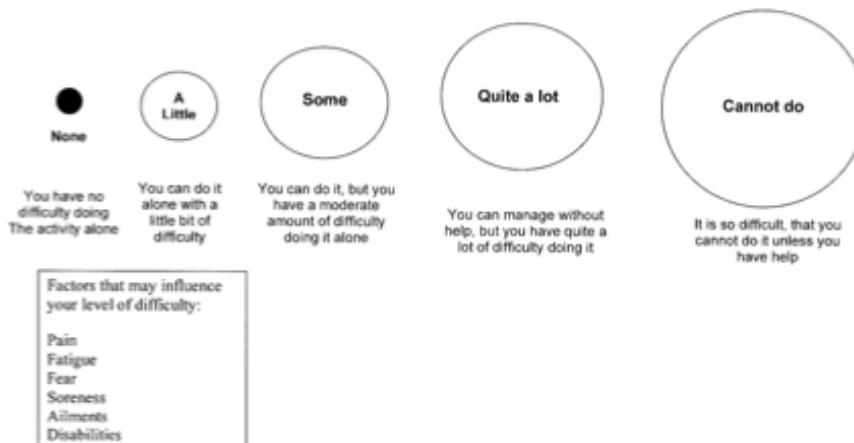 None
You have no
difficulty doing
The activity alone
A
Little
You can do it
alone with a
little bit of
difficulty
Some
You can do it, but you
have a moderate
amount of difficulty
doing it alone
Quite a lot
You can manage without
help, but you have quite a
lot of difficulty doing it
Cannot do
It is so difficult, that you
cannot do it unless you
have help
Factors that may influence
your level of difficulty:
Pain
Fatigue
Fear
Soreness
Ailments
Disabilities